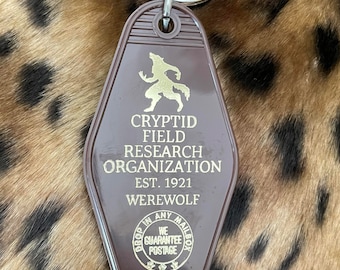 CRYPTID
FIELD
RESEARCH
ORGANIZATION
EST. 1921
WEREWOLF
DROP IN ANY MAILBOX
WE
GUARANTEE
POSTAGE